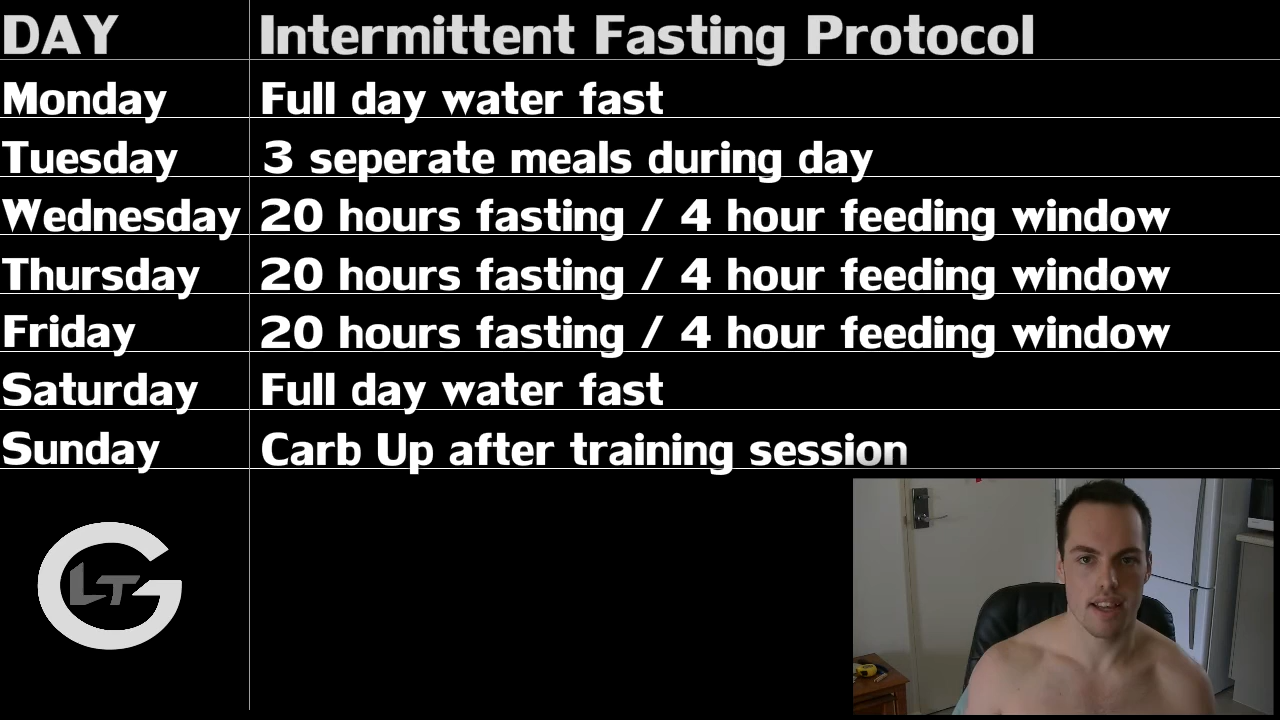 DAY Intermittent Fasting Protocol
Monday Full day water fast
Tuesday 3 seperate meals during day
Wednesday 20 hours fasting / 4 hour feeding window
Thursday 20 hours fasting / 4 hour feeding window
Friday 20 hours fasting / 4 hour feeding window
Saturday Full day water fast
Sunday Carb Up after training session
G
LT